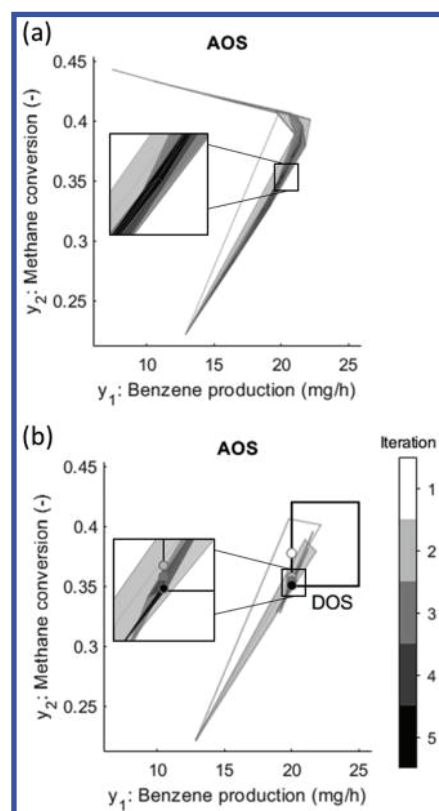 (a)
AOS
y2: Methane conversion (-)
0.45
0.4
0.35
0.3
0.25
10 15 20 25
y1: Benzene production (mg/h)
(b)
AOS
Iteration
y2: Methane conversion (-)
0.45
0.4
0.35
0.3
0.25
DOS
10 15 20 25
y1: Benzene production (mg/h)
1
2
3
4
5